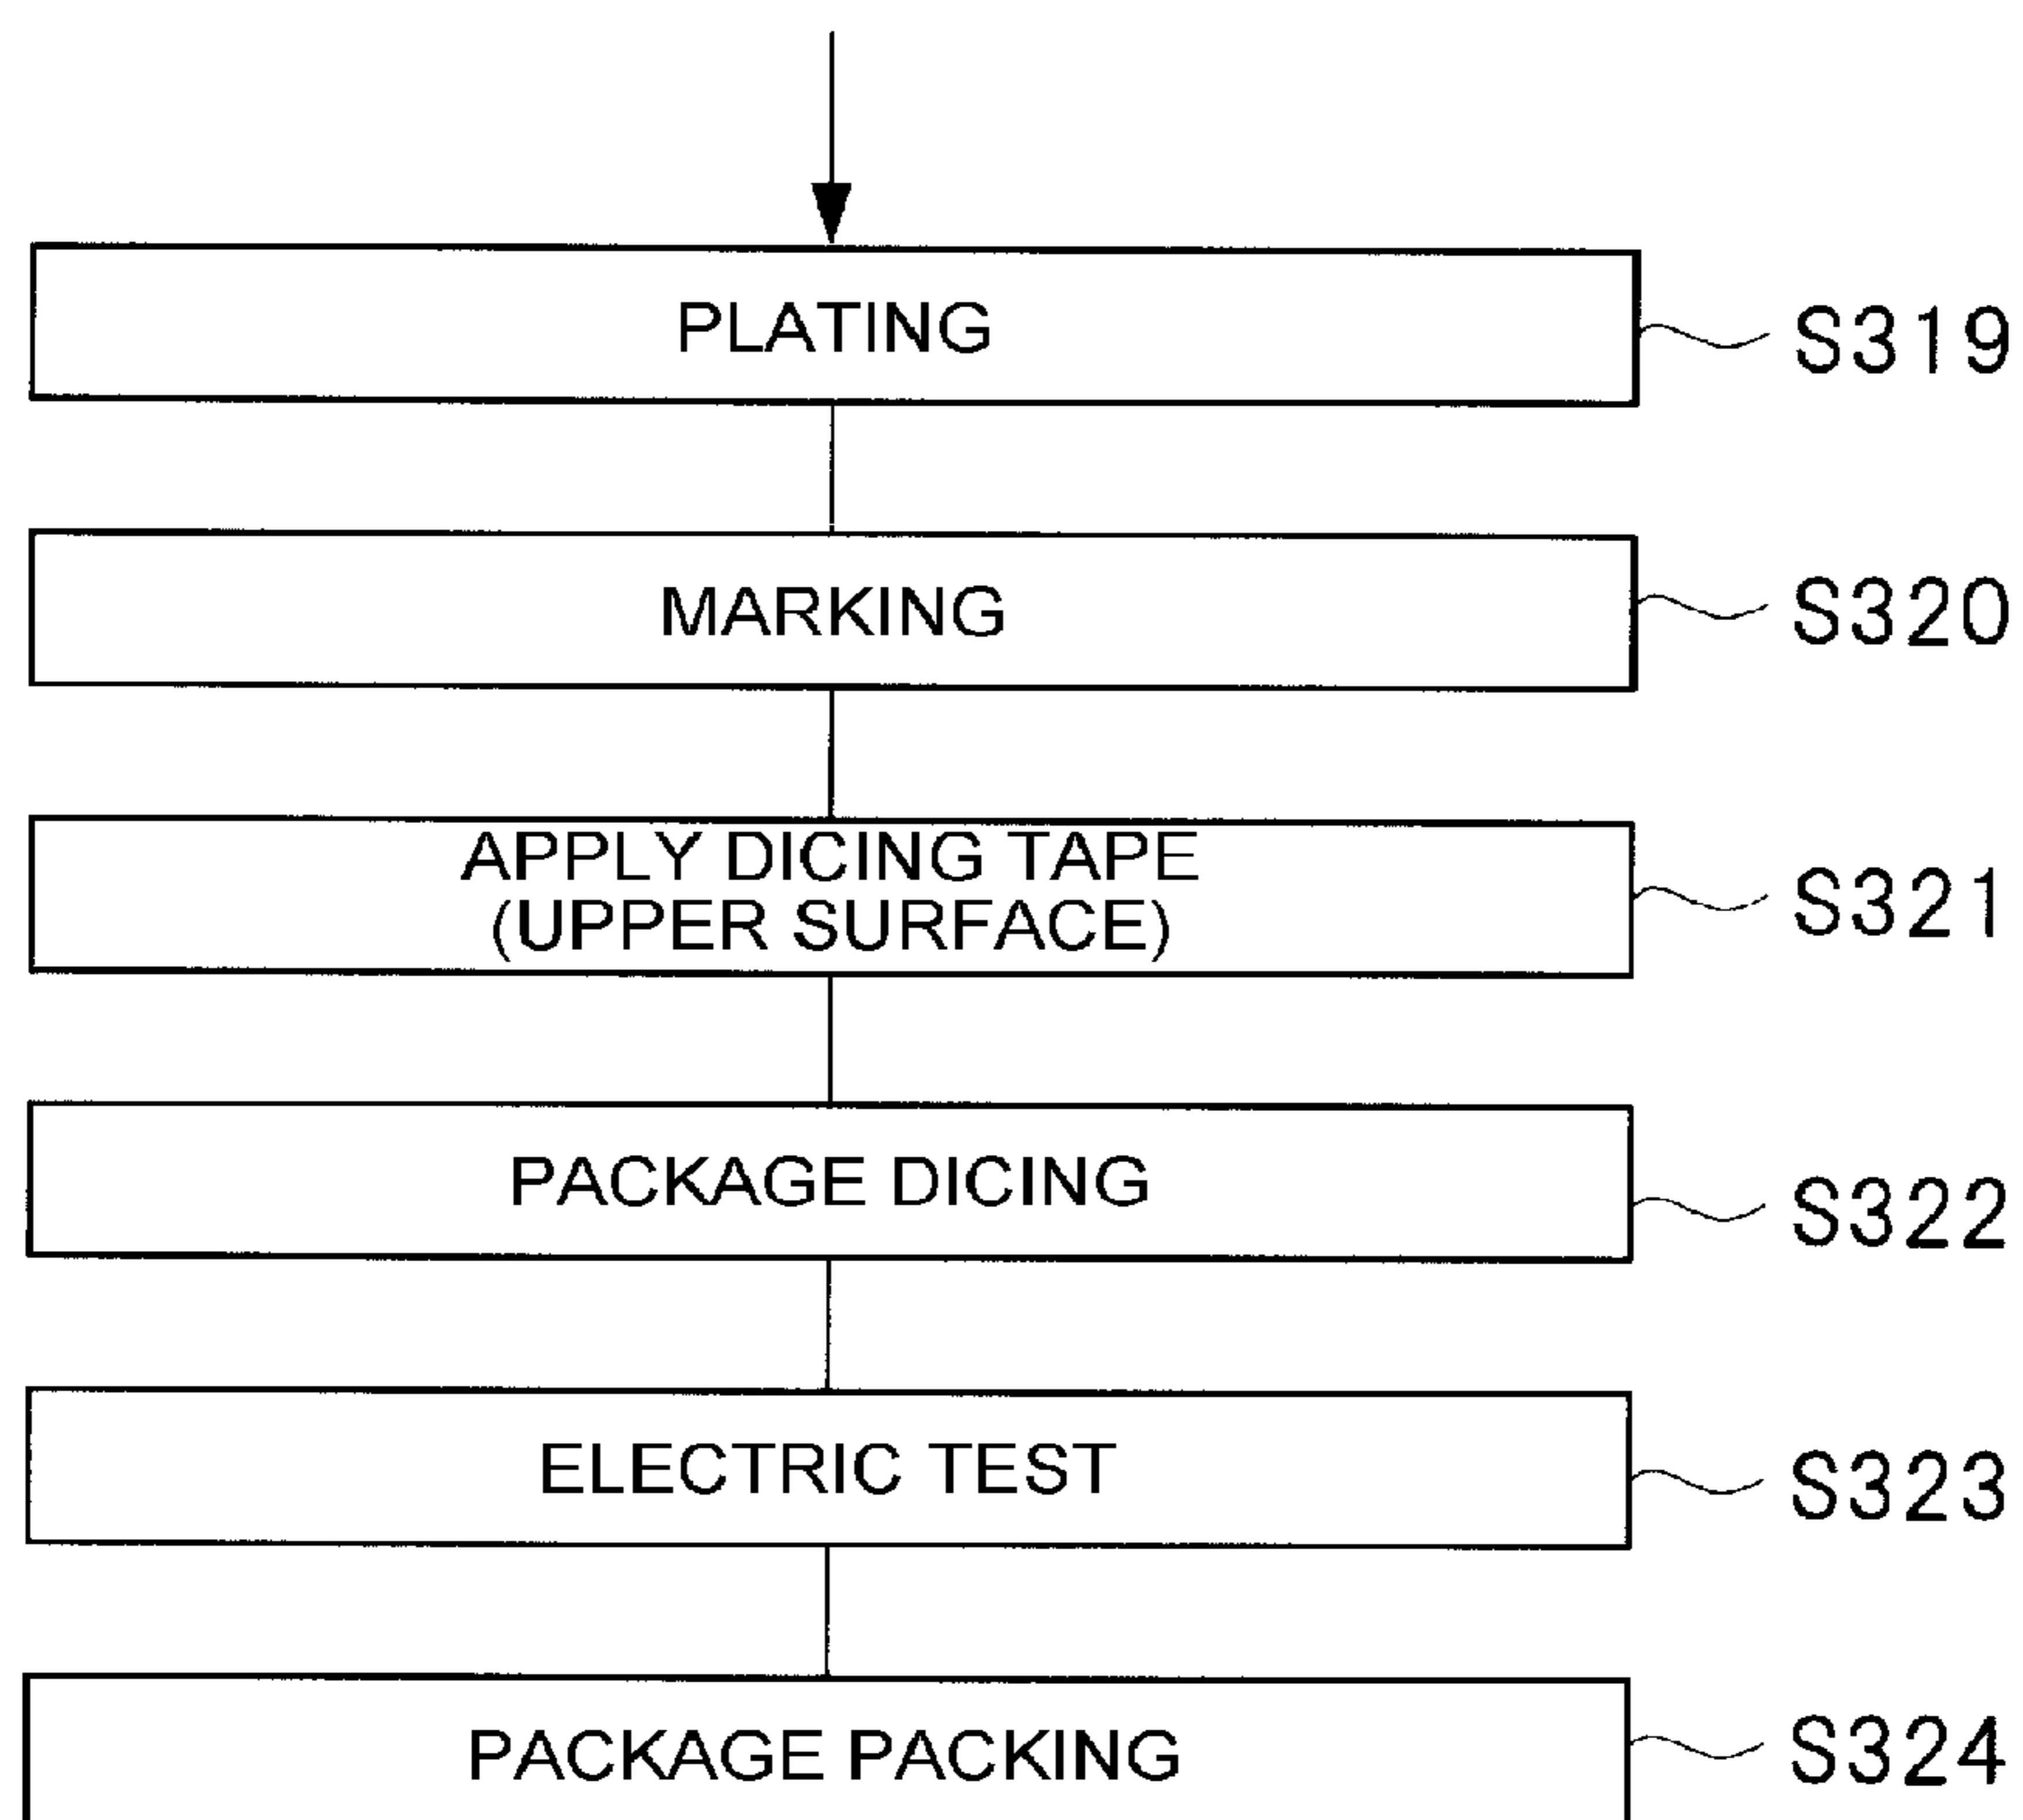 PLATING S319
MARKING S320
APPLY DICING TAPE
(UPPER SURFACE) S321
PACKAGE DICING S322
ELECTRIC TEST S323
PACKAGE PACKING S324